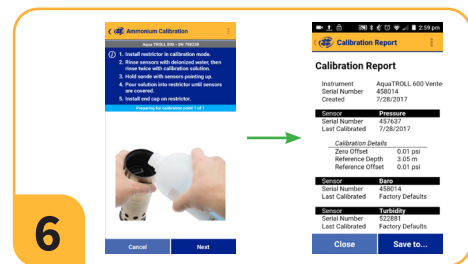 Ammonium Calibration
Aqua TROLL 600 - SN 798258
1. Install restrictor in calibration mode.
2. Rinse sensors with deionized water, then
rinse twice with calibration solution.
3. Hold sonde with sensors pointing up.
4. Pour solution into restrictor until sensors
are covered.
5. Install end cap on restrictor.
Preparing for calibration point 1 of 1
Cancel Next
2:59 pm
Calibration
Report
Calibration Report
Instrument AquaTROLL 600 Vente
Serial Number 458014
Created 7/28/2017
Sensor Pressure
Serial Number 457637
Last Calibrated 7/28/2017
Calibration Details
Zero Offset 0.01 psi
Reference Depth 3.05 m
Reference Offset 0.01 psi
Sensor Baro
Serial Number 458014
Last Calibrated Factory Defaults
Sensor Turbidity
Serial Number 522881
Last Calibrated Factory Defaults
Close Save to...
6